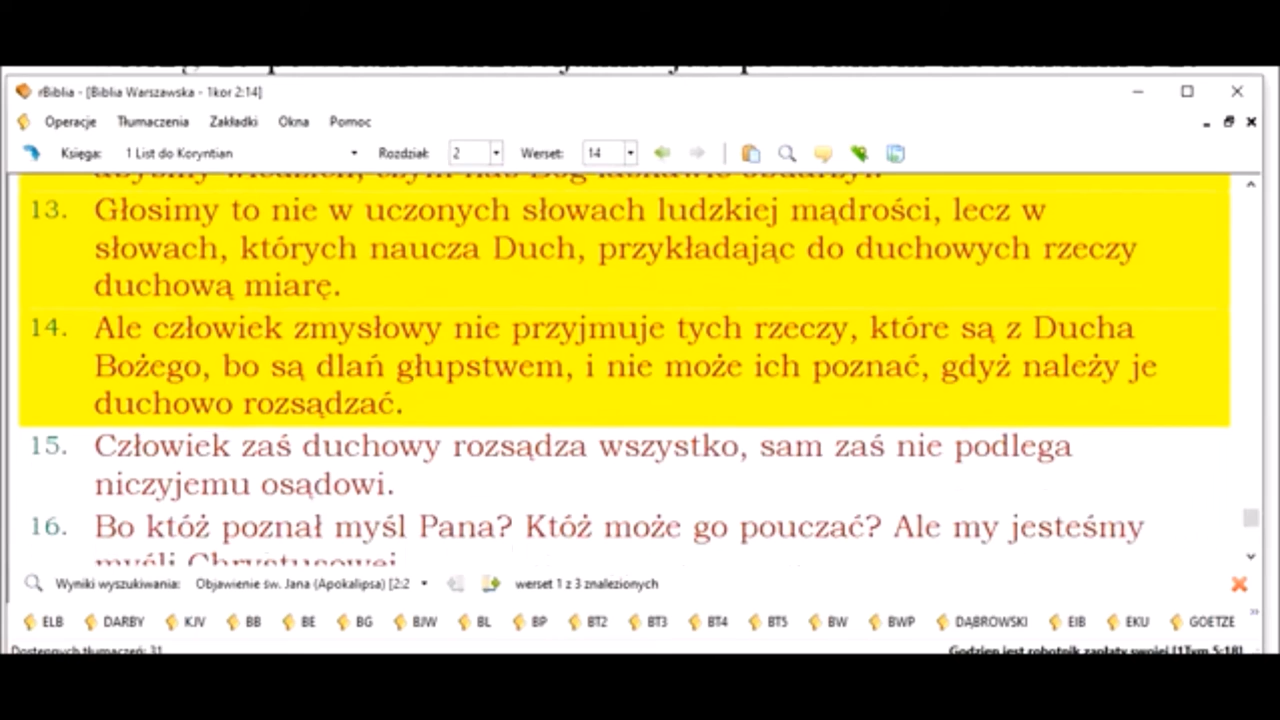 rBiblia - [Biblia Warszawska - 1kor 2:14]
Operacje Tłumaczenia Zakładki Okna Pomoc
Księga: 1 List do Koryntian Rozdział: 2 Werset: 14
13. Głosimy to nie w uczonych słowach ludzkiej mądrości, lecz w
słowach, których naucza Duch, przykładając do duchowych rzeczy
duchową miarę.
14. Ale człowiek zmysłowy nie przyjmuje tych rzeczy, które są z Ducha
Bożego, bo są dlań głupstwem, i nie może ich poznać, gdyż należy je
duchowo rozsądzać.
15. Człowiek zaś duchowy rozsądza wszystko, sam zaś nie podlega
niczyjemu osądowi.
16. Bo któż poznał myśl Pana? Któż może go pouczać? Ale my jesteśmy
myśli Chrystusowej
Wyniki wyszukiwania: Objawienie św. Jana (Apokalipsa) [2:2 werset 1 z 3 znalezionych
ELB DARBY KJV BB BE BG BJW BL BP BT2 BT3 BT4 BT5 BW BWP DĄBROWSKI EIB EKU GOETZE
Dostępnych tłumaczeń: 31 Godzien jest robotnik zapłaty swojej [1Tym 5:18]